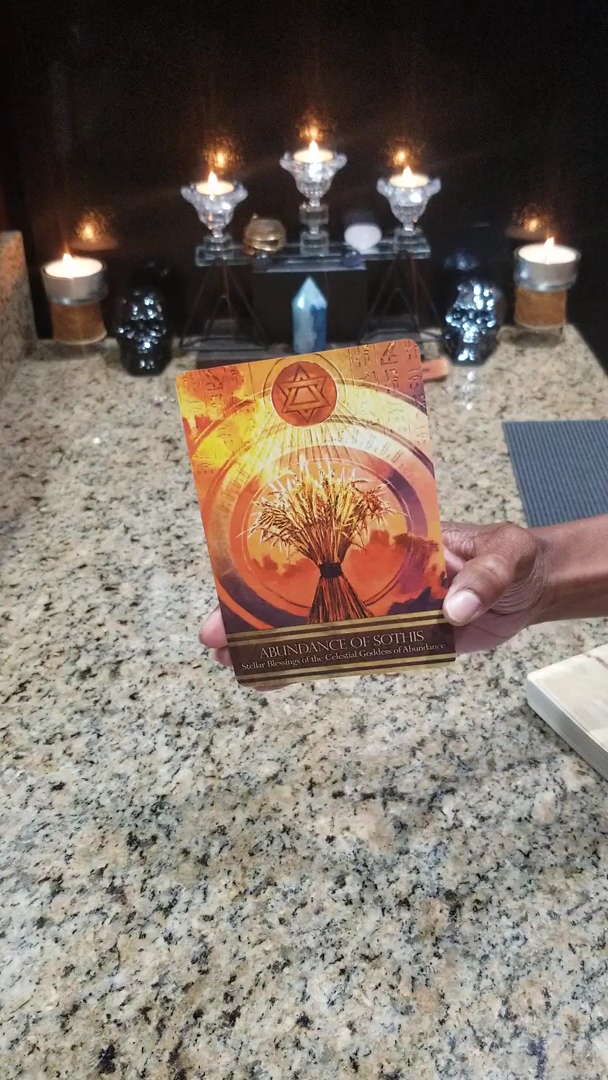 ABUNDANCE OF SOTHIS
Stellar Blessings of the Celestial Goddess of Abundance